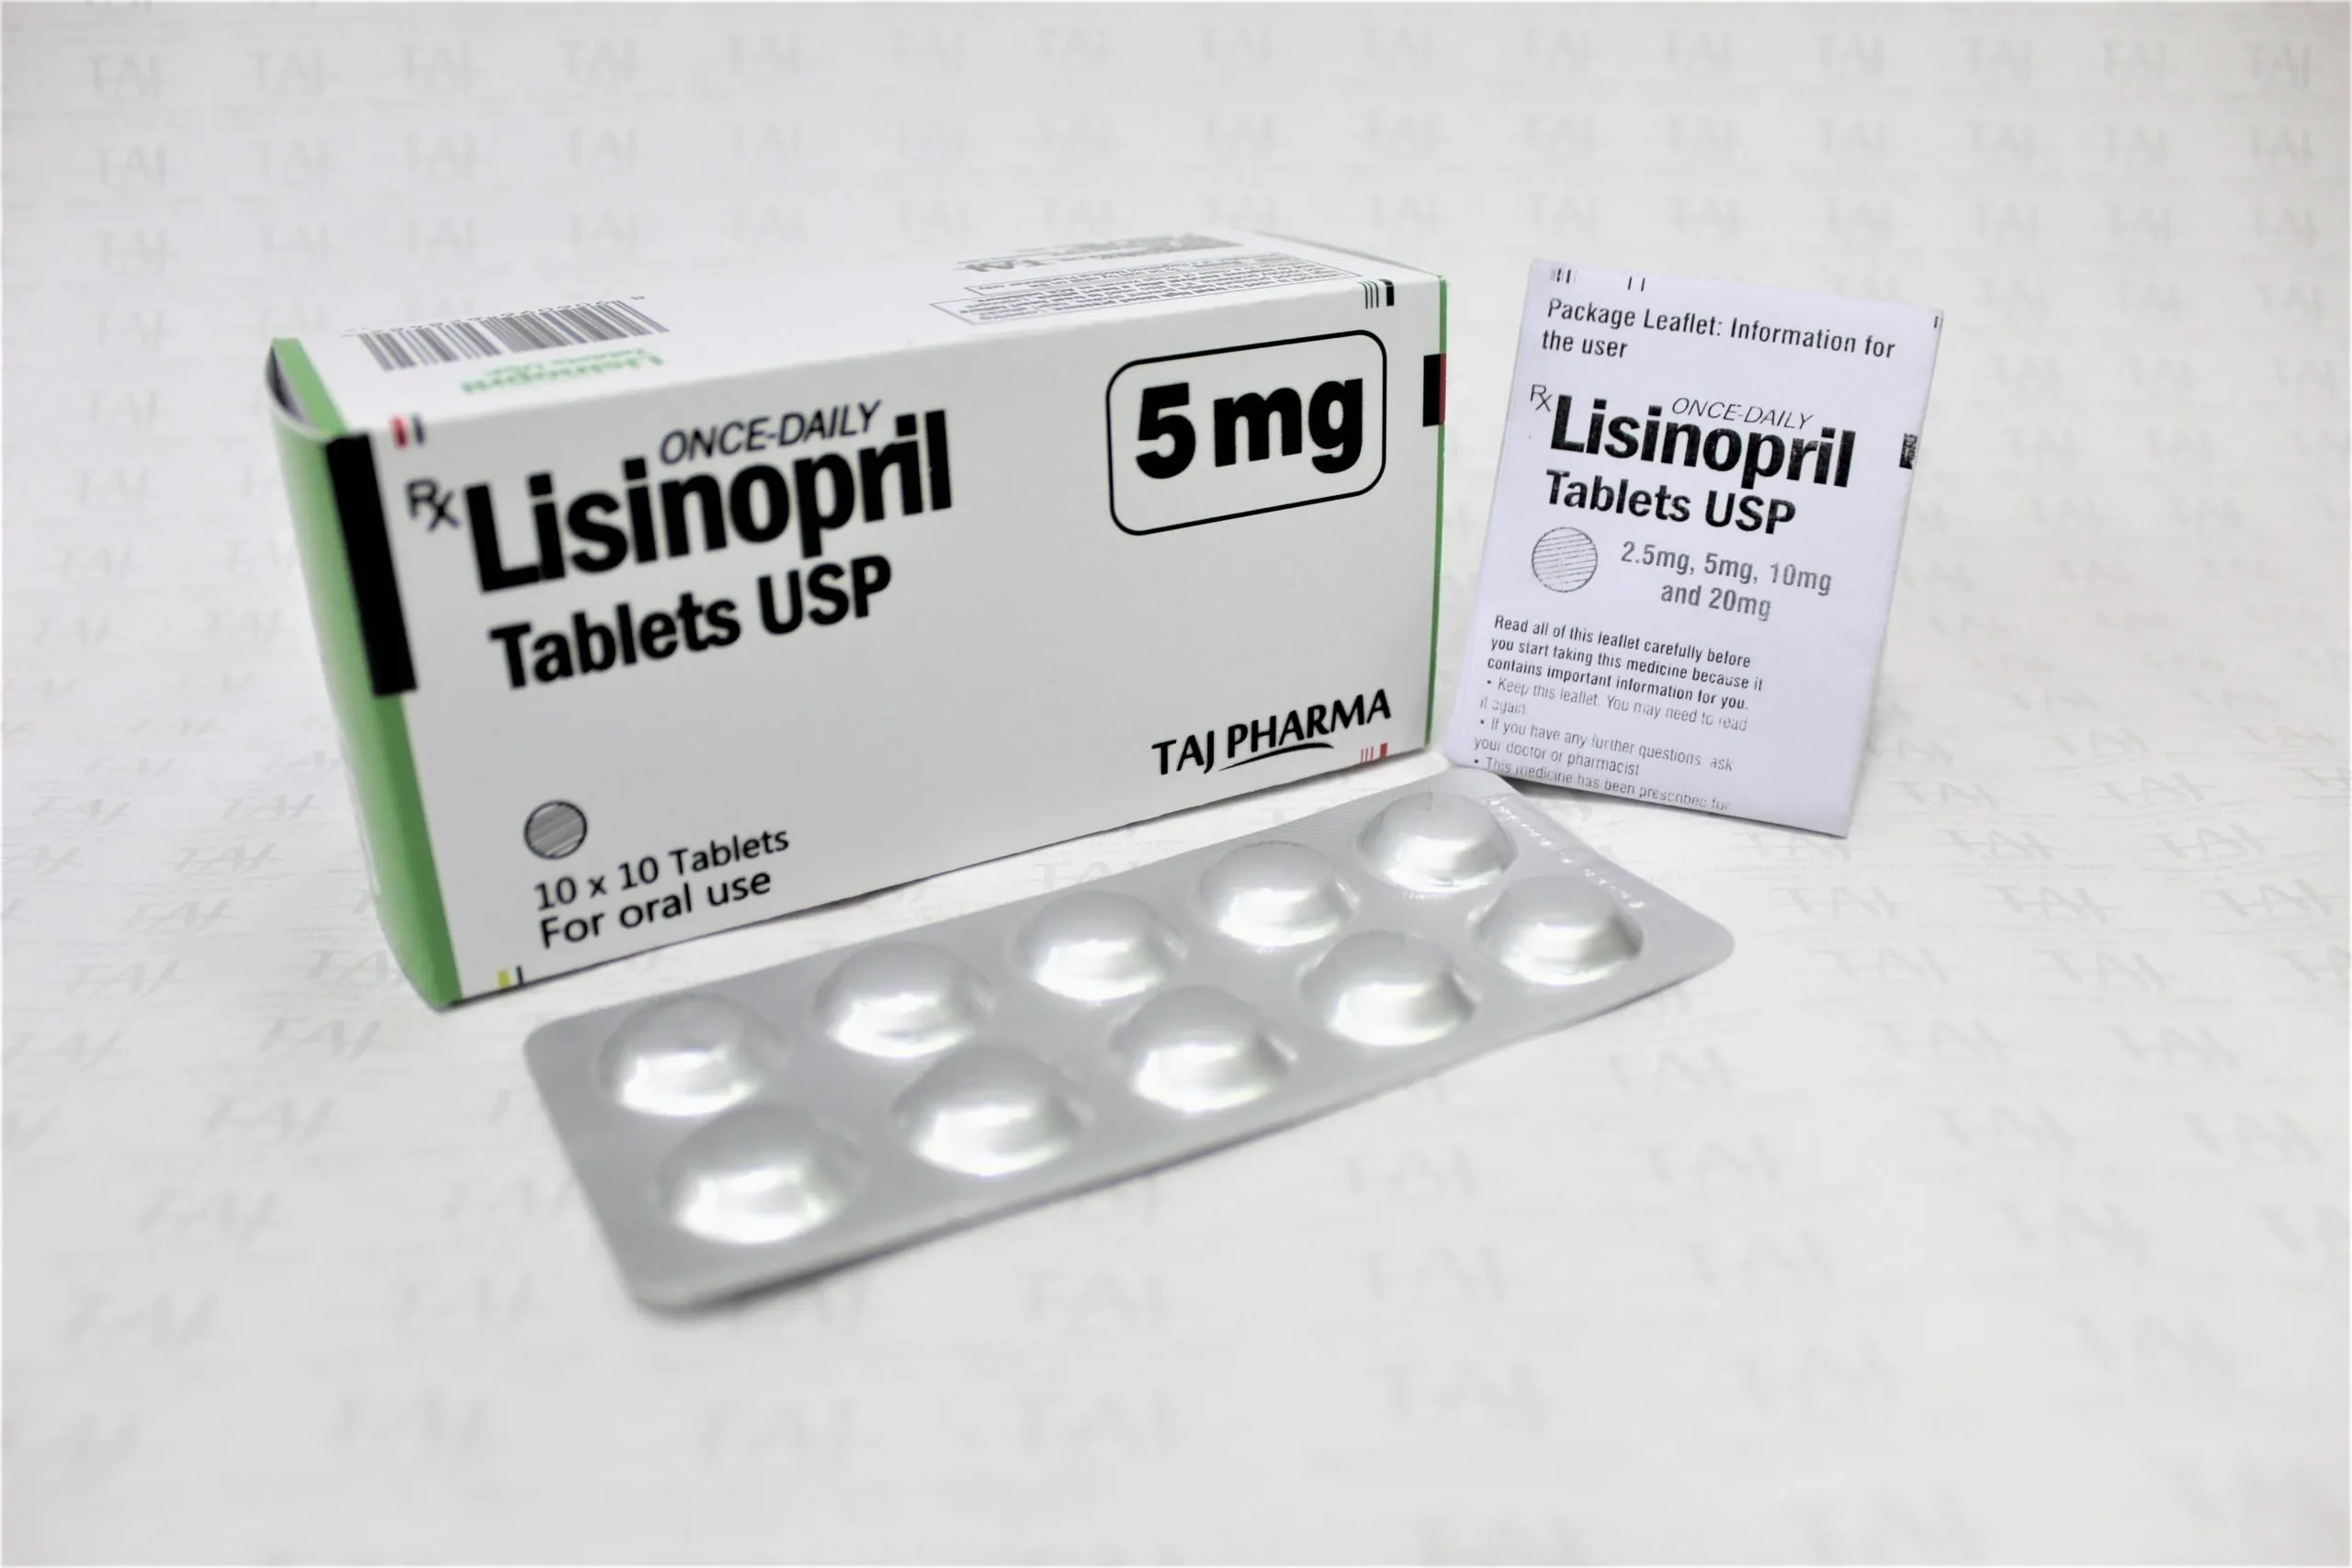 Lisinopril
Tablets USP
ONCE-DAILY
Rx Lisinopril
Tablets USP
5 mg
TAJ PHARMA
10 x 10 Tablets
For oral use
Package Leaflet: Information for
the user
ONCE-DAILY
Rx Lisinopril
Tablets USP
2.5mg, 5mg, 10mg
and 20mg
Read all of this leaflet carefully before
you start taking this medicine because it
contains important information for you.
• Keep this leaflet. You may need to read
it again.
• If you have any further questions, ask
your doctor or pharmacist
• This medicine has been prescribed for
TAJ